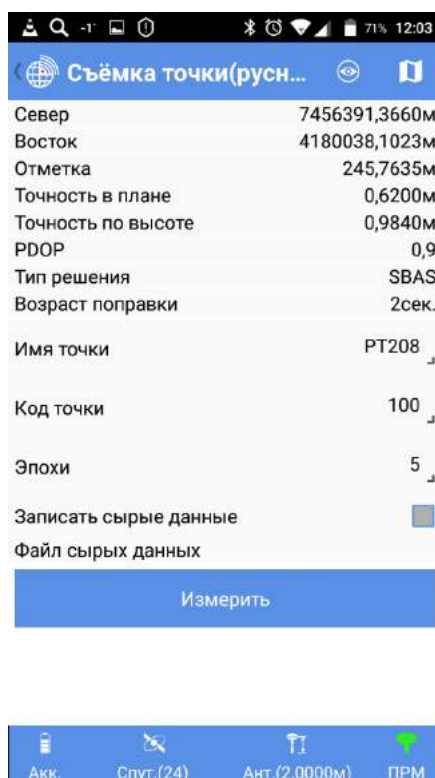 71% 12:03
Съёмка точки(русн...
Север 7456391,3660м
Восток 4180038,1023м
Отметка 245,7635м
Точность в плане 0,6200м
Точность по высоте 0,9840м
PDOP 0,9
Тип решения SBAS
Возраст поправки 2сек.
Имя точки PT208
Код точки 100
Эпохи 5
Записать сырые данные
Файл сырых данных
Измерить
Акк. Спут.(24) Ант.(2.0000м) ПРМ